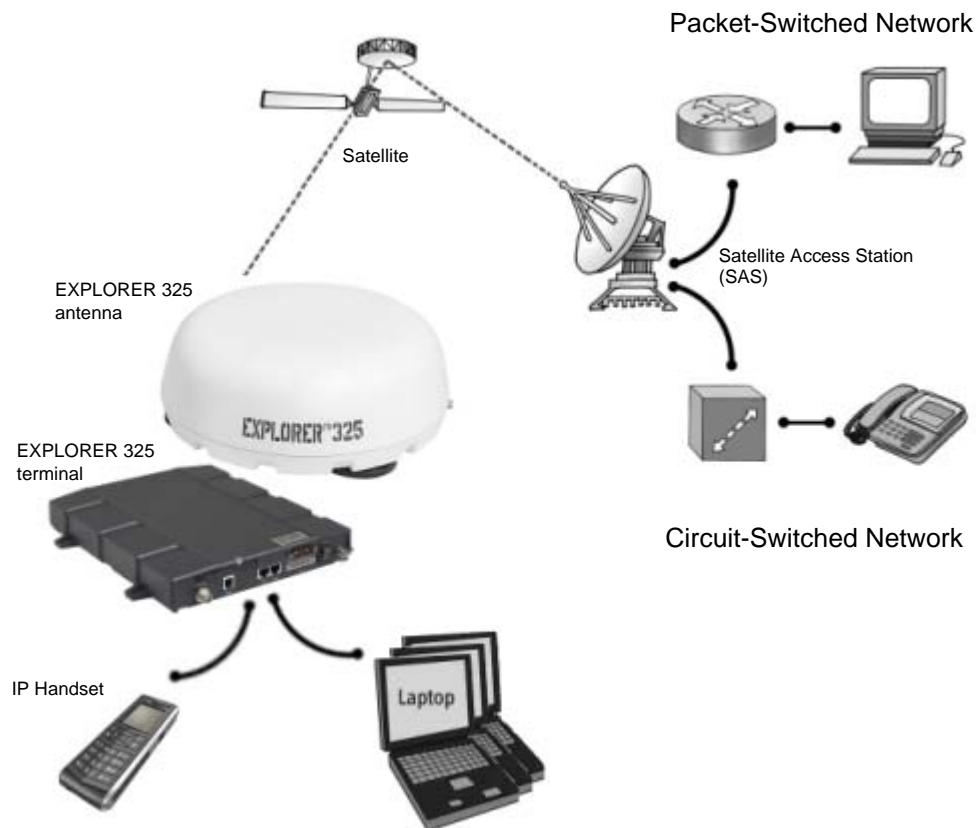 Packet-Switched Network
Satellite
Satellite Access Station
(SAS)
EXPLORER 325
antenna
EXPLORER™325
EXPLORER 325
terminal
Circuit-Switched Network
IP Handset
Laptop